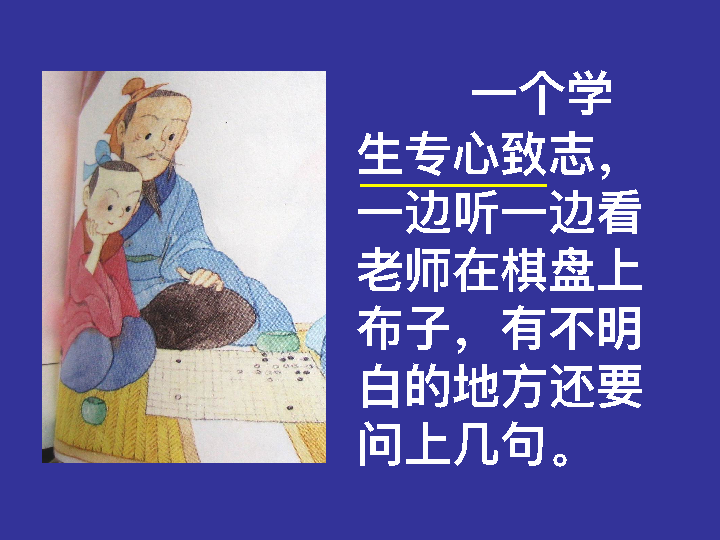 一个学
生专心致志，
一边听一边看
老师在棋盘上
布子，有不明
白的地方还要
问上几句。